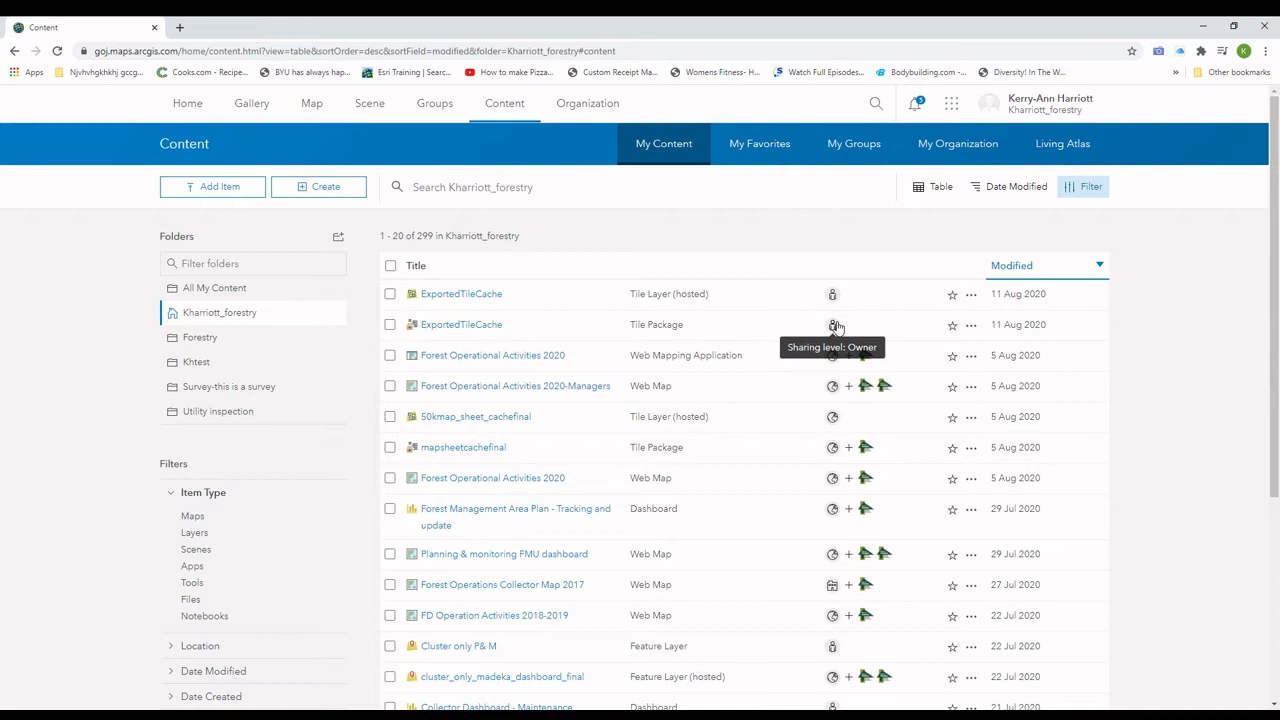 Content
goj.maps.arcgis.com/home/content.html?view=table&sortOrder=desc&sortField=modified&folder=Kharriott_forestry#content
K
Apps
Njvhvhgkhkhj gccg...
Cooks.com - Recipe...
BYU has always hap...
Esri Training | Searc...
How to make Pizza...
Custom Receipt Ma...
Womens Fitness- H...
Watch Full Episodes...
Bodybuilding.com -...
Diversity! In The W...
»
Other bookmarks
Home
Gallery
Map
Scene
Groups
Content
Organization
Kerry-Ann Harriott
Kharriott_forestry
Content
My Content
My Favorites
My Groups
My Organization
Living Atlas
Add Item
Create
Search Kharriott_forestry
Table
Date Modified
Filter
Folders
Filter folders
All My Content
Kharriott_forestry
Forestry
Khtest
Survey-this is a survey
Utility inspection
Filters
Item Type
Maps
Layers
Scenes
Apps
Tools
Files
Notebooks
Location
Date Modified
Date Created
1 - 20 of 299 in Kharriott_forestry
Title Modified
ExportedTileCache Tile Layer (hosted) 11 Aug 2020
ExportedTileCache Tile Package 11 Aug 2020
Sharing level: Owner
Forest Operational Activities 2020 Web Mapping Application 5 Aug 2020
Forest Operational Activities 2020-Managers Web Map + 5 Aug 2020
50kmap_sheet_cachefinal Tile Layer (hosted) 5 Aug 2020
mapsheetcachefinal Tile Package + 5 Aug 2020
Forest Operational Activities 2020 Web Map + 5 Aug 2020
Forest Management Area Plan - Tracking and Dashboard + 29 Jul 2020
update
Planning & monitoring FMU dashboard Web Map + 29 Jul 2020
Forest Operations Collector Map 2017 Web Map + 27 Jul 2020
FD Operation Activities 2018-2019 Web Map + 22 Jul 2020
Cluster only P& M Feature Layer 22 Jul 2020
cluster_only_madeka_dashboard_final Feature Layer (hosted) + 22 Jul 2020
Collector Dashboard - Maintenance Dashboard 21 Jul 2020